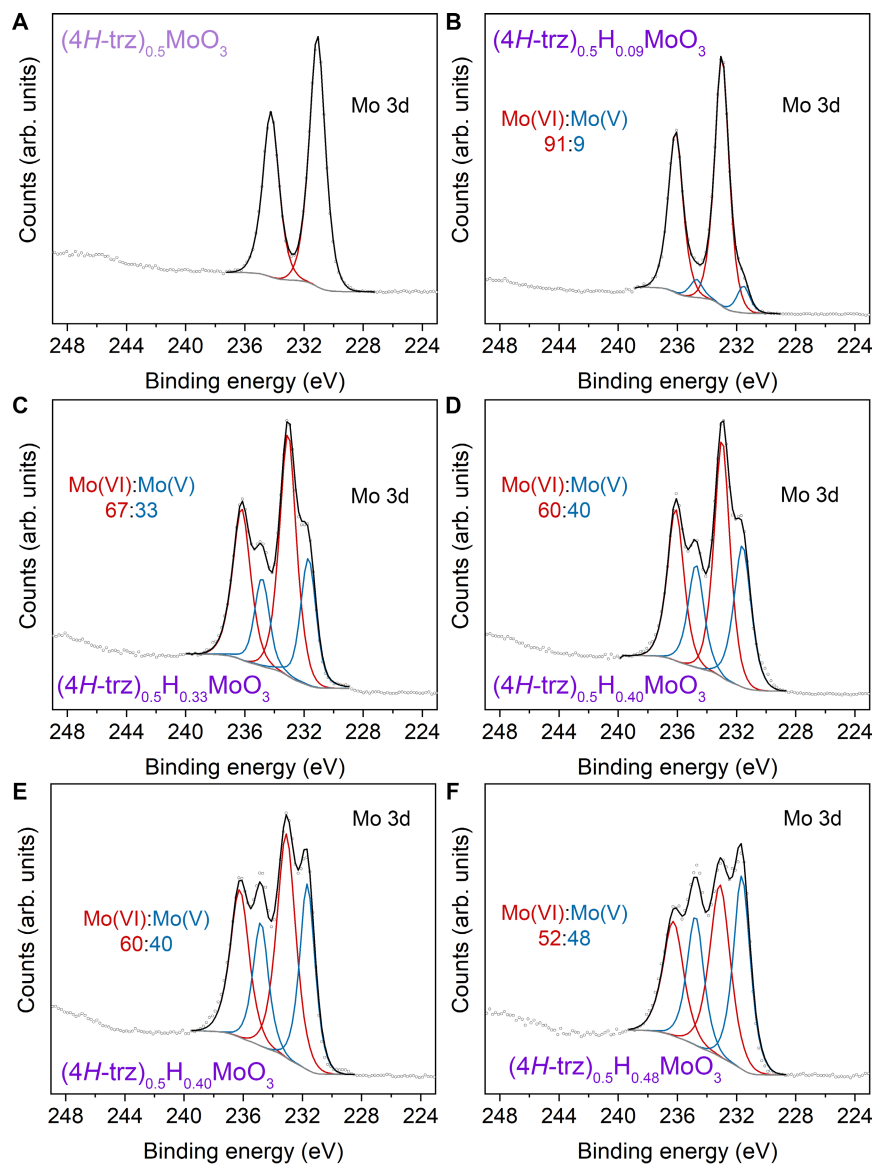 A
(4H-trz)0.5MoO3
Mo 3d
Counts (arb. units)
248 244 240 236 232 228 224
Binding energy (eV)
B
(4H-trz)0.5H0.09MoO3
Mo(VI):Mo(V)
91:9
Mo 3d
Counts (arb. units)
248 244 240 236 232 228 224
Binding energy (eV)
C
Mo(VI):Mo(V)
67:33
Mo 3d
(4H-trz)0.5H0.33MoO3
Counts (arb. units)
248 244 240 236 232 228 224
Binding energy (eV)
D
Mo(VI):Mo(V)
60:40
Mo 3d
(4H-trz)0.5H0.40MoO3
Counts (arb. units)
248 244 240 236 232 228 224
Binding energy (eV)
E
Mo 3d
Mo(VI):Mo(V)
60:40
(4H-trz)0.5H0.40MoO3
Counts (arb. units)
248 244 240 236 232 228 224
Binding energy (eV)
F
Mo 3d
Mo(VI):Mo(V)
52:48
(4H-trz)0.5H0.48MoO3
Counts (arb. units)
248 244 240 236 232 228 224
Binding energy (eV)